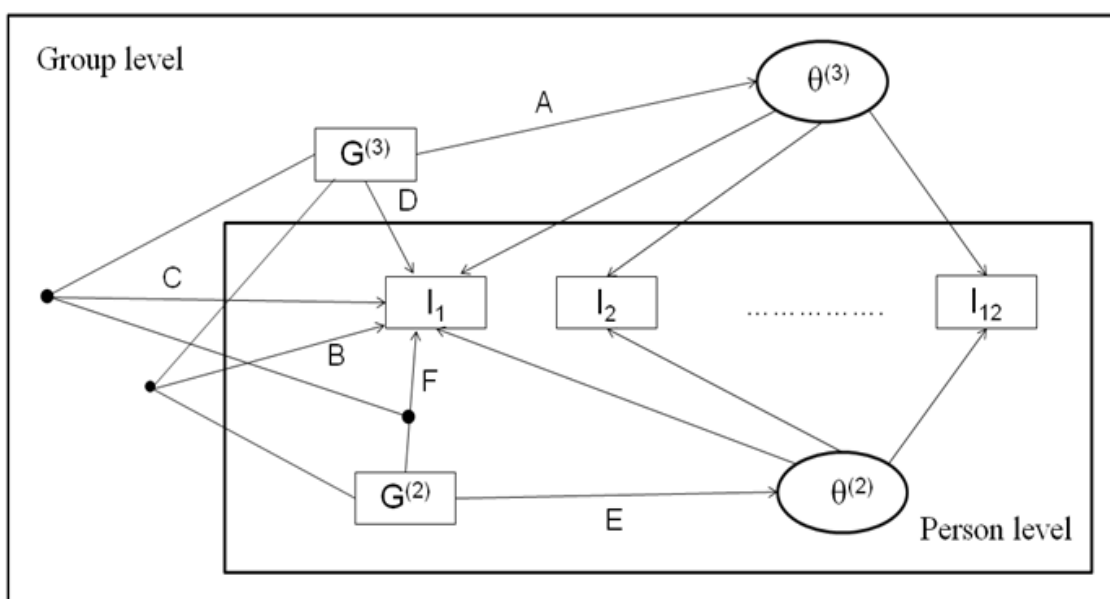 Group level
θ⁽³⁾
A
G⁽³⁾
D
C
I₁
I₂
…………….
I₁₂
B
F
G⁽²⁾
E
θ⁽²⁾
Person level